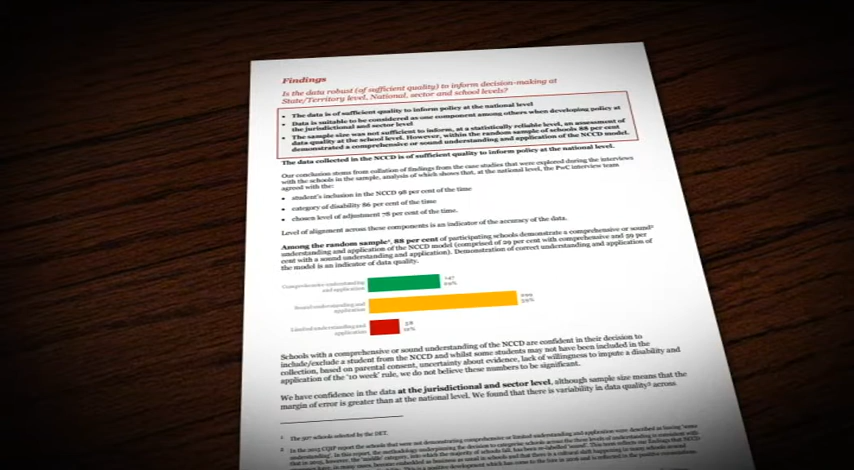 Findings
Is the data robust (of sufficient quality) to inform decision-making at
State/Territory level, National, sector and school levels?
• The data is of sufficient quality to inform policy at the national level
• Data is suitable to be considered as one component among others when developing policy at
the jurisdictional and sector level
• The sample size was not sufficient to inform, at a statistically reliable level, an assessment of
data quality at the school level. However, within the random sample of schools 88 per cent
demonstrated a comprehensive or sound understanding and application of the NCCD model.
The data collected in the NCCD is of sufficient quality to inform policy at the national level.
Our conclusion stems from collation of findings from the case studies that were explored during the interviews
with the schools in the sample, analysis of which shows that, at the national level, the PwC interview team
agreed with the:
• student's inclusion in the NCCD 98 per cent of the time
• category of disability 86 per cent of the time
• chosen level of adjustment 78 per cent of the time.
Level of alignment across these components is an indicator of the accuracy of the data.
Among the random sample¹, 88 per cent of participating schools demonstrate a comprehensive or sound²
understanding and application of the NCCD model (comprised of 29 per cent with comprehensive and 59 per
cent with a sound understanding and application). Demonstration of correct understanding and application of
the model is an indicator of data quality.
Comprehensive understanding
and application
147
29%
Sound understanding and
application
299
59%
Limited understanding and
application
58
Schools with a comprehensive or sound understanding of the NCCD are confident in their decision to
include/exclude a student from the NCCD and whilst some students may not have been included in the
collection, based on parental consent, uncertainty about evidence, lack of willingness to impute a disability and
application of the '10 week' rule, we do not believe these numbers to be significant.
We have confidence in the data at the jurisdictional and sector level, although sample size means that the
margin of error is greater than at the national level. We found that there is variability in data quality³ across
1 The 507 schools selected by the DET.
2